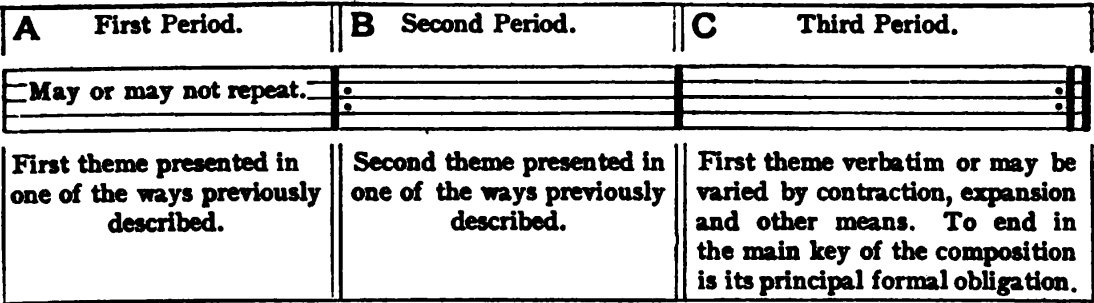 A First Period.
B Second Period.
C Third Period.
May or may not repeat.
First theme presented in
one of the ways previously
described.
Second theme presented in
one of the ways previously
described.
First theme verbatim or may be
varied by contraction, expansion
and other means. To end in
the main key of the composition
is its principal formal obligation.